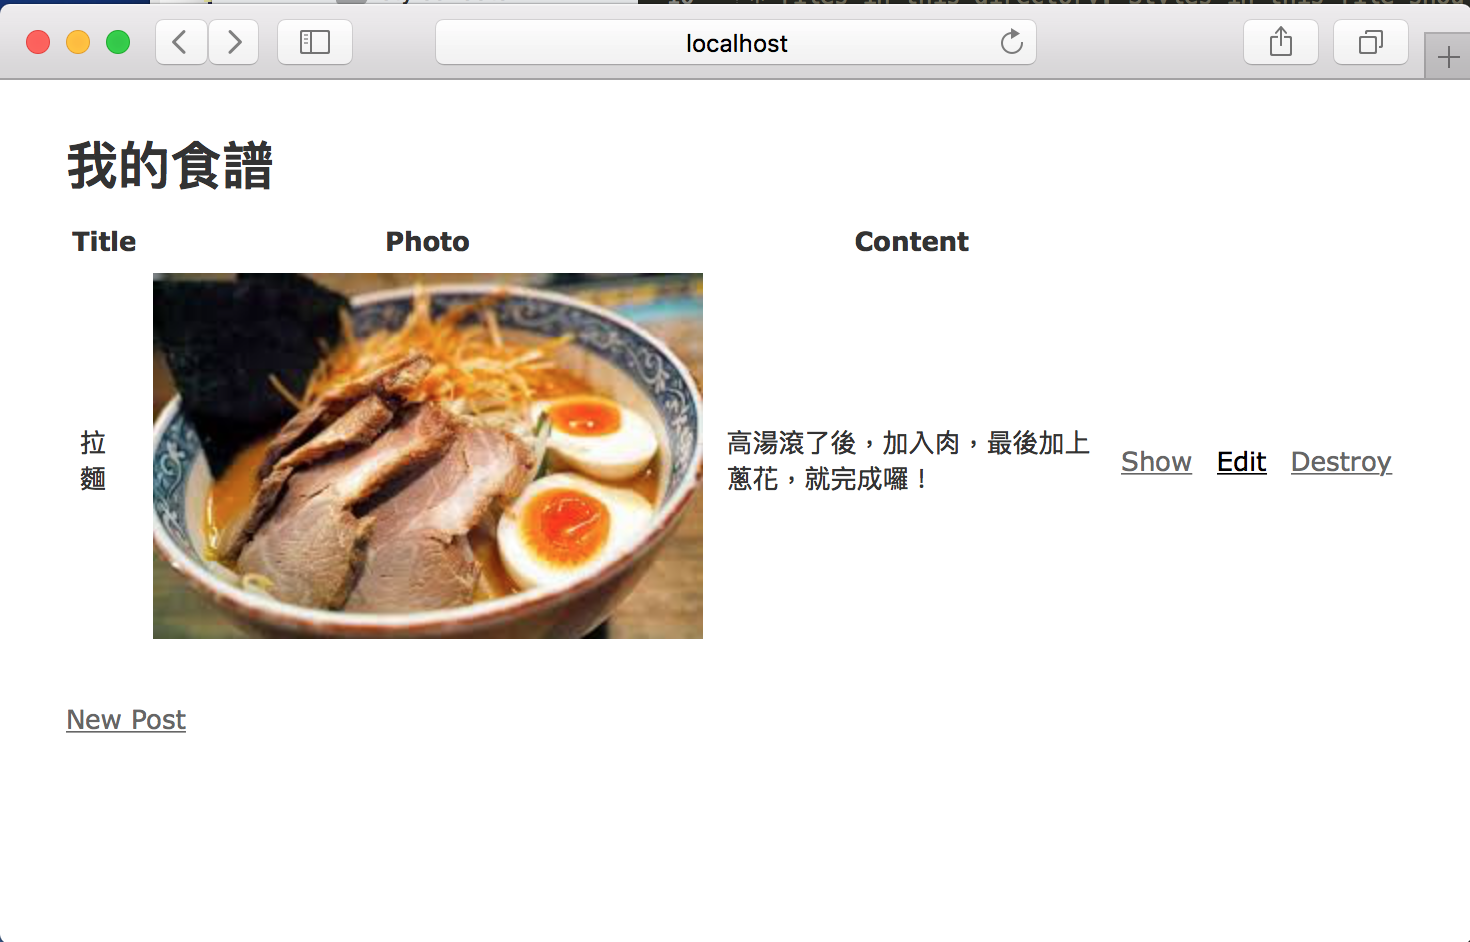 localhost
我的食譜
Title Photo Content
拉
麵
高湯滾了後，加入肉，最後加上
蔥花，就完成囉！
Show Edit Destroy
New Post